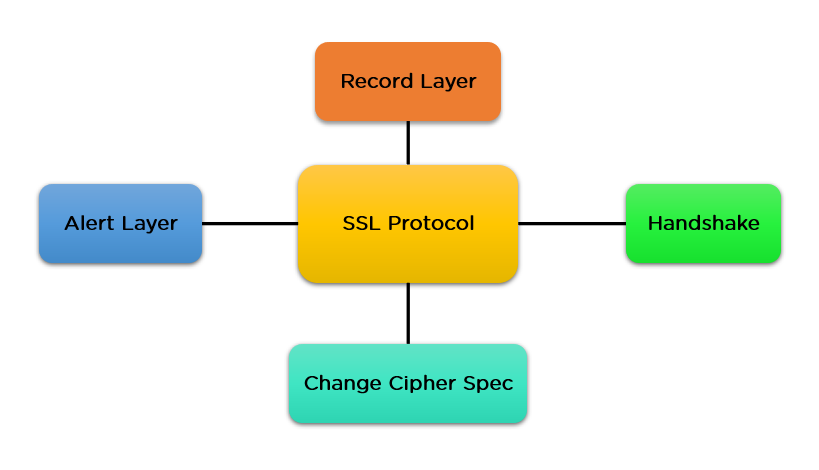 Record Layer
Alert Layer
SSL Protocol
Handshake
Change Cipher Spec